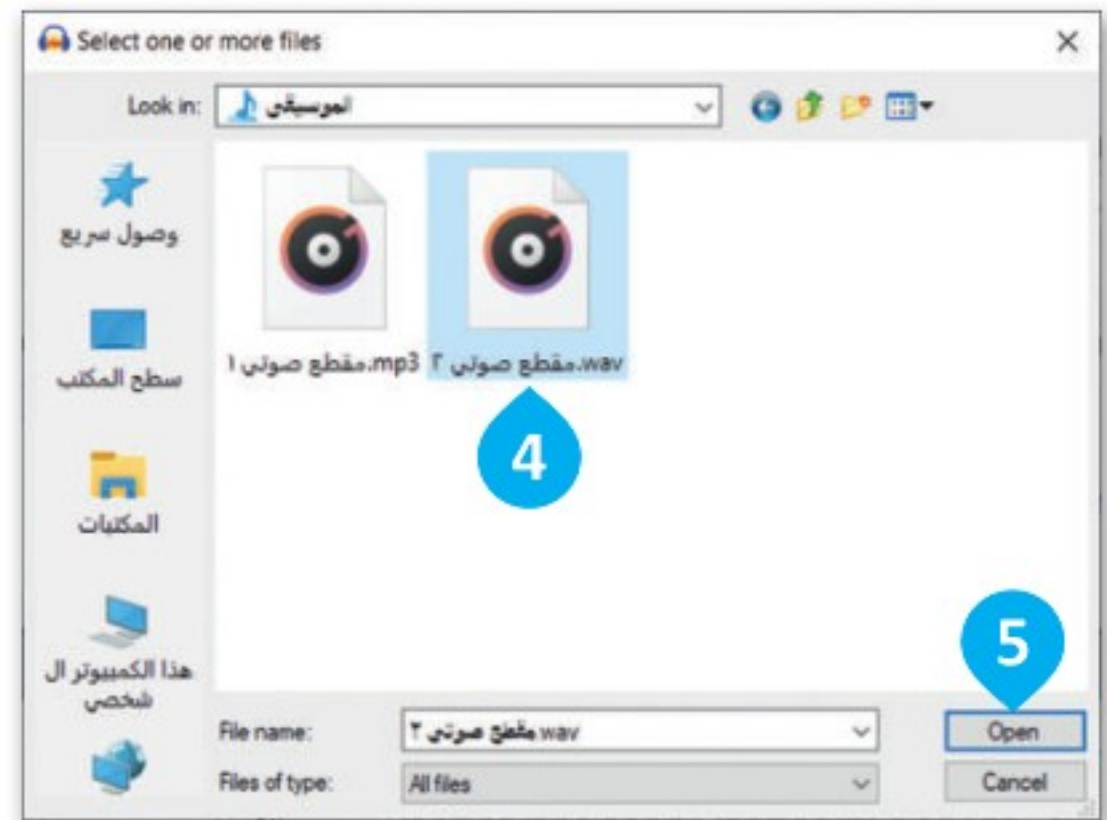 Select one or more files
Look in: الموسيقى
وصول سريع
سطح المكتب
المكتبات
هذا الكمبيوتر ال
شخصي
مقطع صوتي ١.mp3
مقطع صوتي ٢.wav
4
5
File name: مقطع صوتي ٢.wav
Open
Files of type: All files
Cancel